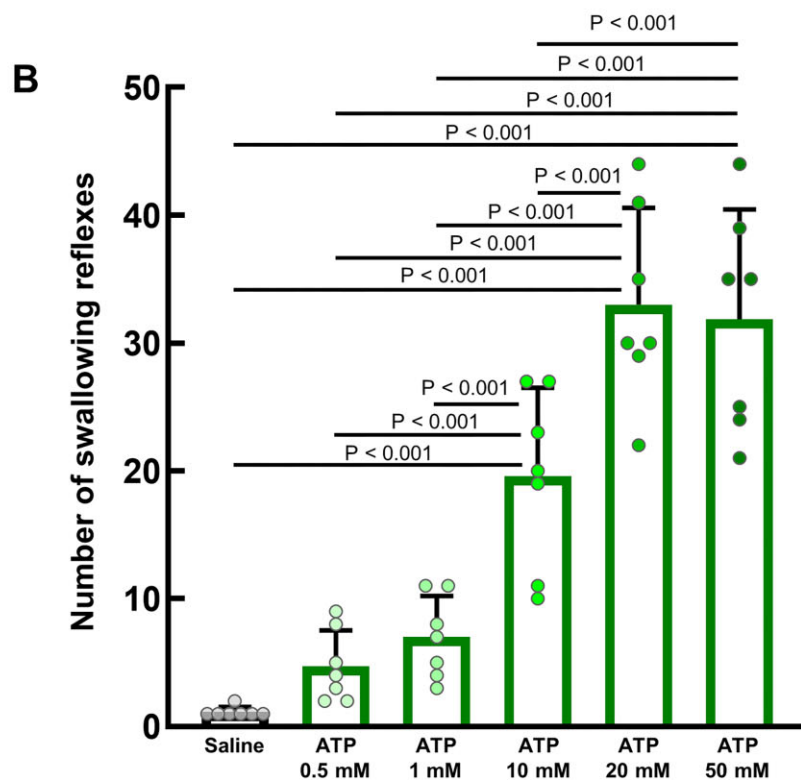 B
P < 0.001
P < 0.001
P < 0.001
P < 0.001
P < 0.001
P < 0.001
P < 0.001
P < 0.001
P < 0.001
P < 0.001
P < 0.001
Number of swallowing reflexes
50
40
30
20
10
0
Saline
ATP
0.5 mM
ATP
1 mM
ATP
10 mM
ATP
20 mM
ATP
50 mM